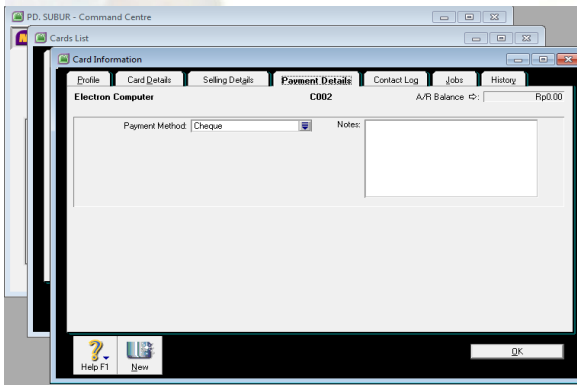 PD. SUBUR - Command Centre
Cards List
Card Information
Profile Card Details Selling Details Payment Details Contact Log Jobs History
Electron Computer C002 A/R Balance ⇨: Rp0.00
Payment Method: Cheque Notes:
Help F1 New OK